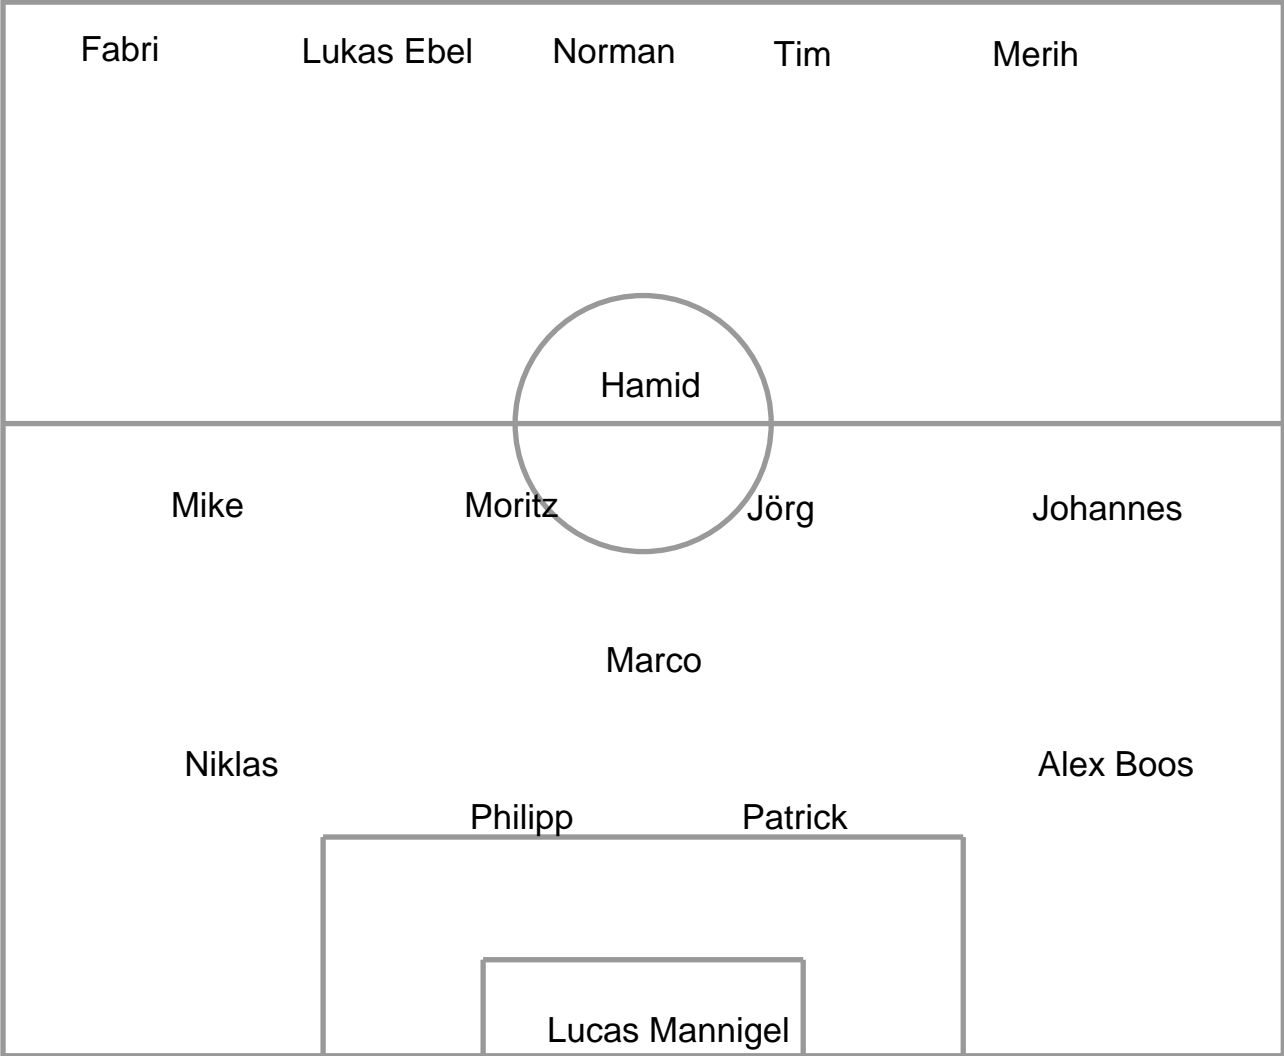 Fabri Lukas Ebel Norman Tim Merih
Hamid
Mike Moritz Jörg Johannes
Marco
Niklas Alex Boos
Philipp Patrick
Lucas Mannigel